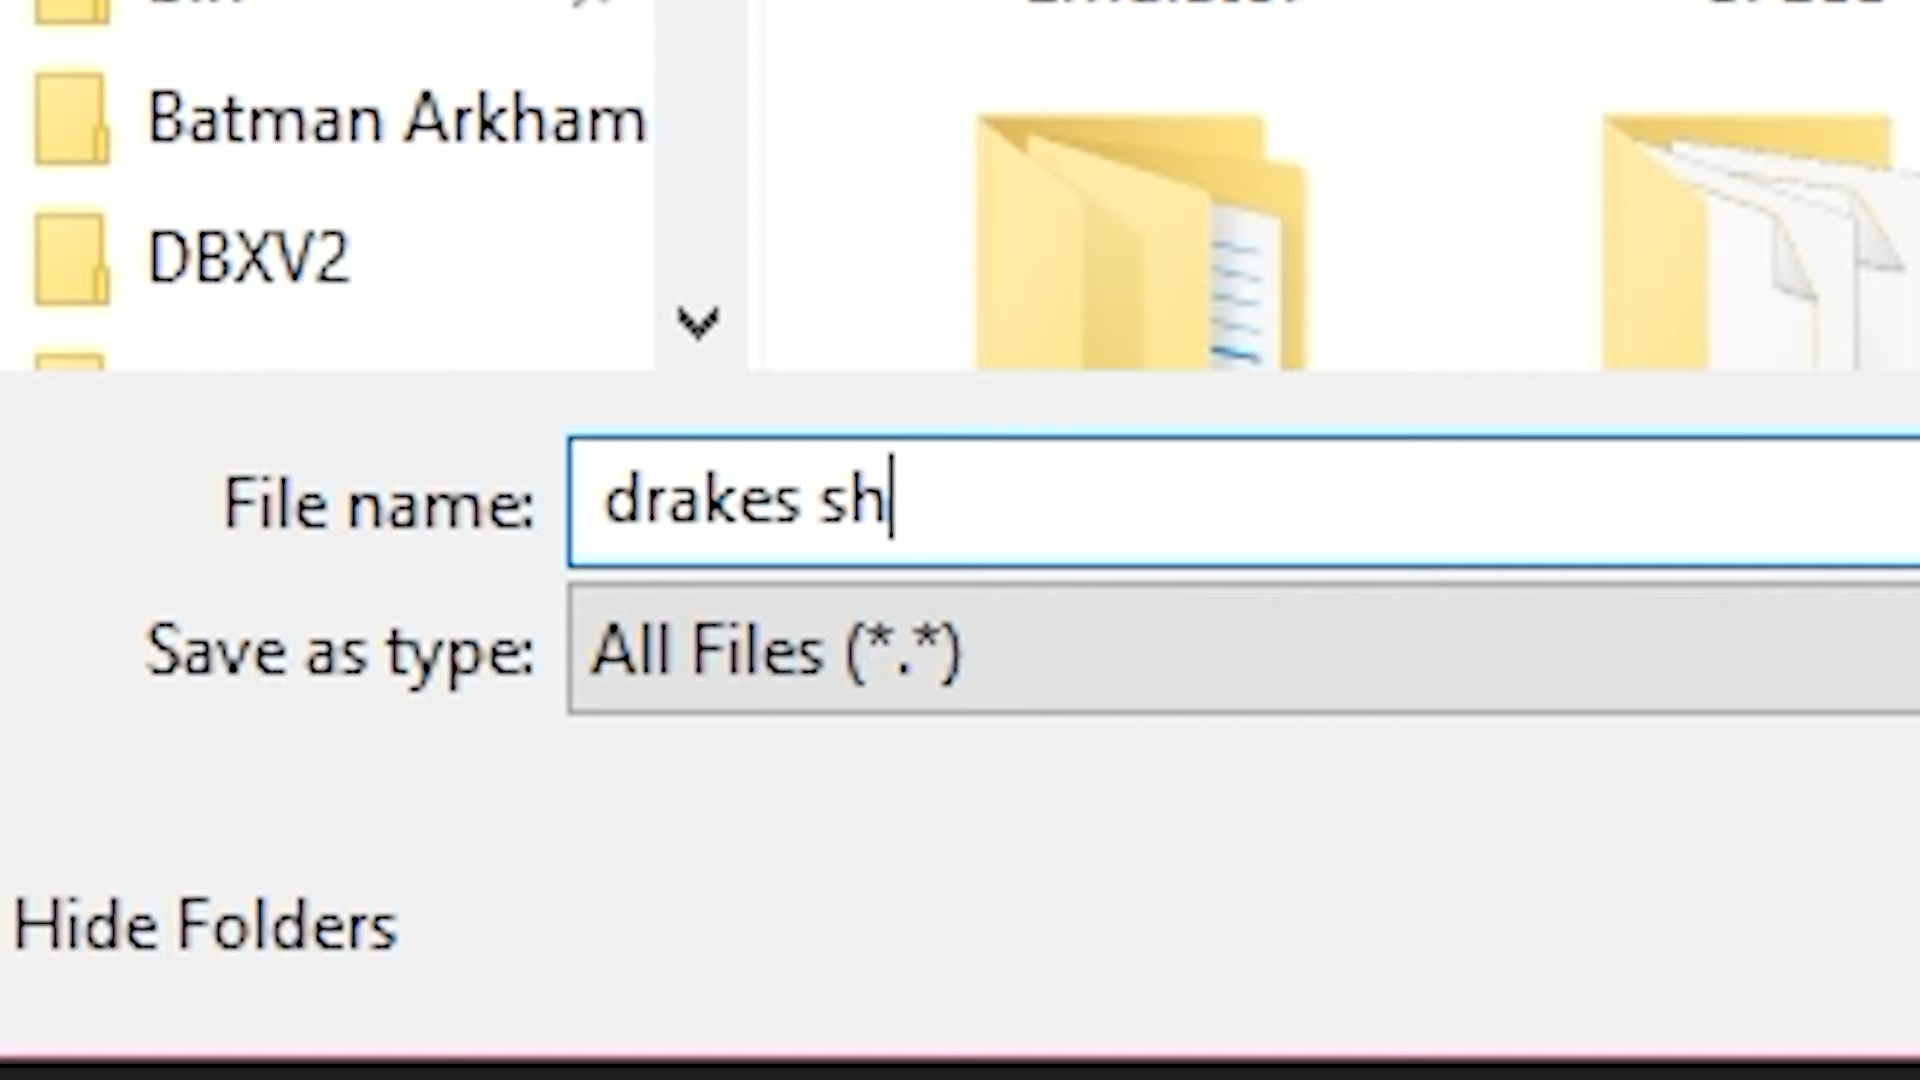 Batman Arkham
DBXV2
File name: drakes sh
Save as type: All Files (*.*)
Hide Folders